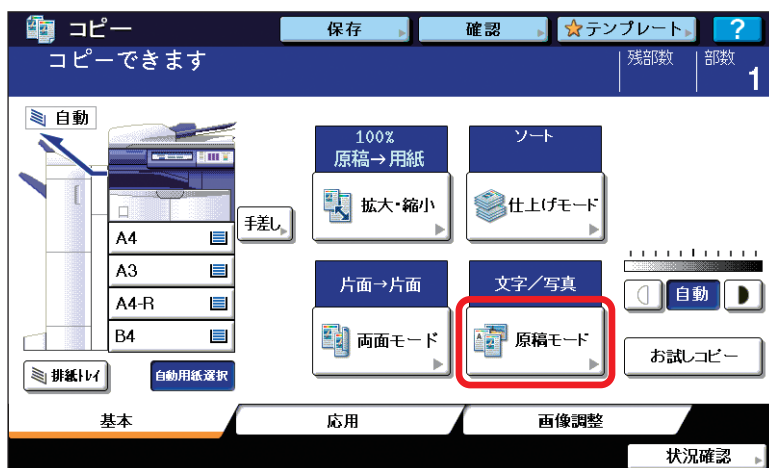 コピー
保存
確認
テンプレート
?
コピーできます
残部数
部数
1
自動
100%
原稿→用紙
拡大・縮小
ソート
仕上げモード
手差し
A4
A3
A4-R
B4
片面→片面
両面モード
文字／写真
原稿モード
自動
お試しコピー
排紙トレイ
自動用紙選択
基本
応用
画像調整
状況確認